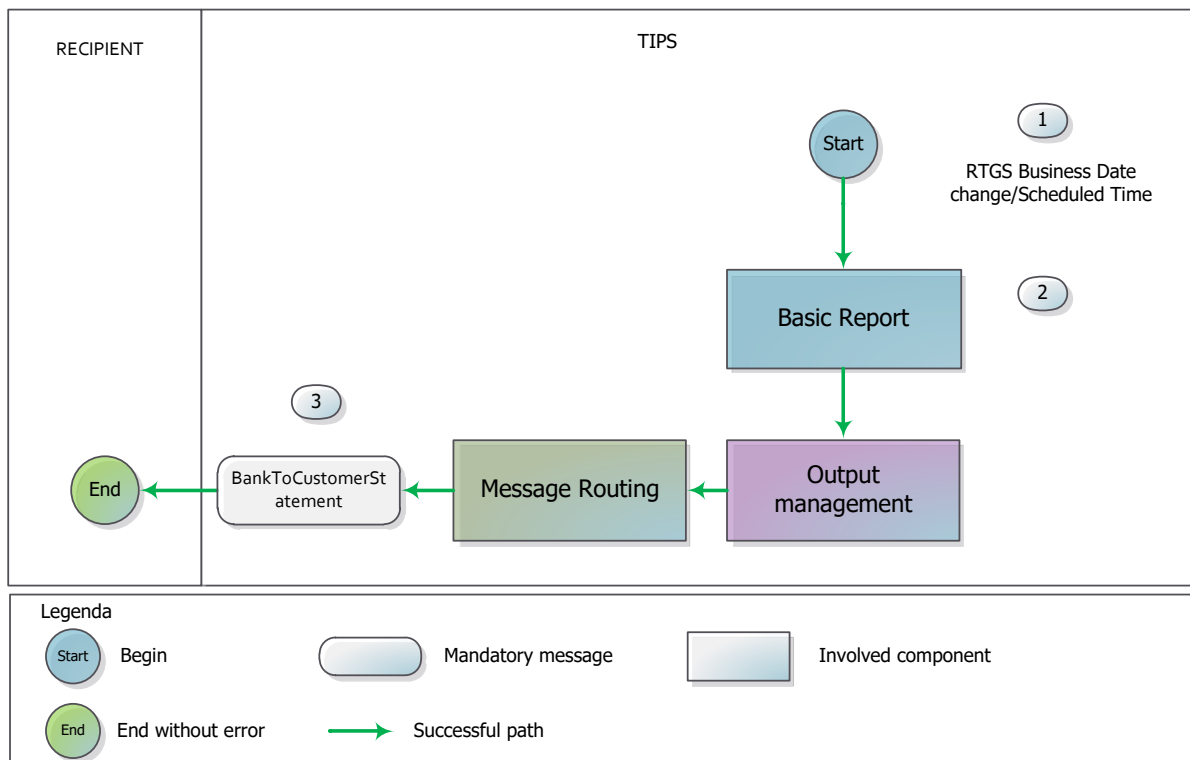 RECIPIENT
TIPS
Start
1
RTGS Business Date
change/Scheduled Time
Basic Report
2
3
End
BankToCustomerSt
atement
Message Routing
Output
management
Legenda
Start
Begin
Mandatory message
Involved component
End
End without error
Successful path